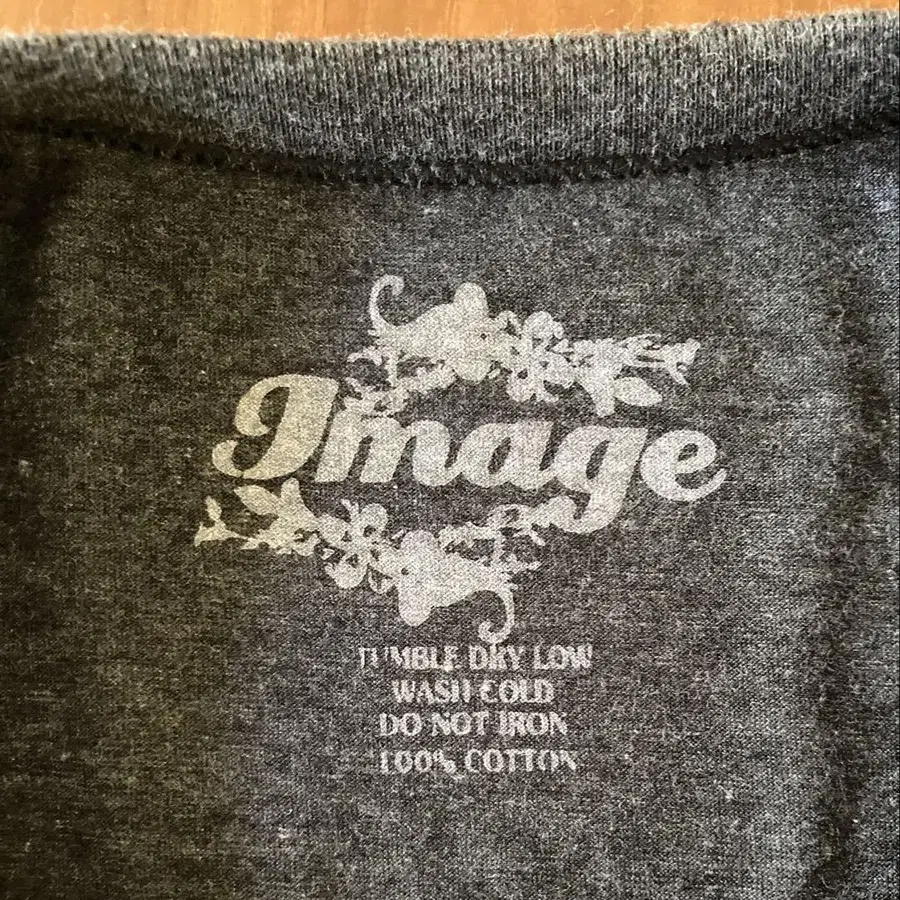 Image
TUMBLE DRY LOW
WASH COLD
DO NOT IRON
100% COTTON